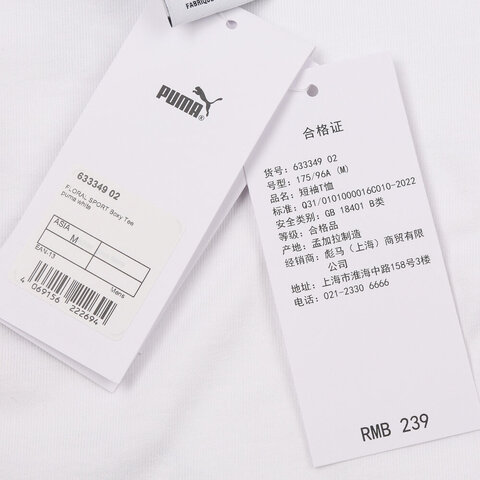 FABRIQUÉ
PUMA®
633349 02
FLORAL SPORT Boxy Tee
puma white
ASIA
M
EAN:13
Mens
4 069156 222694
合格证
货号: 633349 02
号型: 175/96A (M)
品名: 短袖T恤
标准: Q31/0101000016C010-2022
安全类别: GB 18401 B类
等级: 合格品
产地: 孟加拉制造
经销商: 彪马(上海)商贸有限
公司
地址: 上海市淮海中路158号3楼
电话: 021-2330 6666
RMB 239